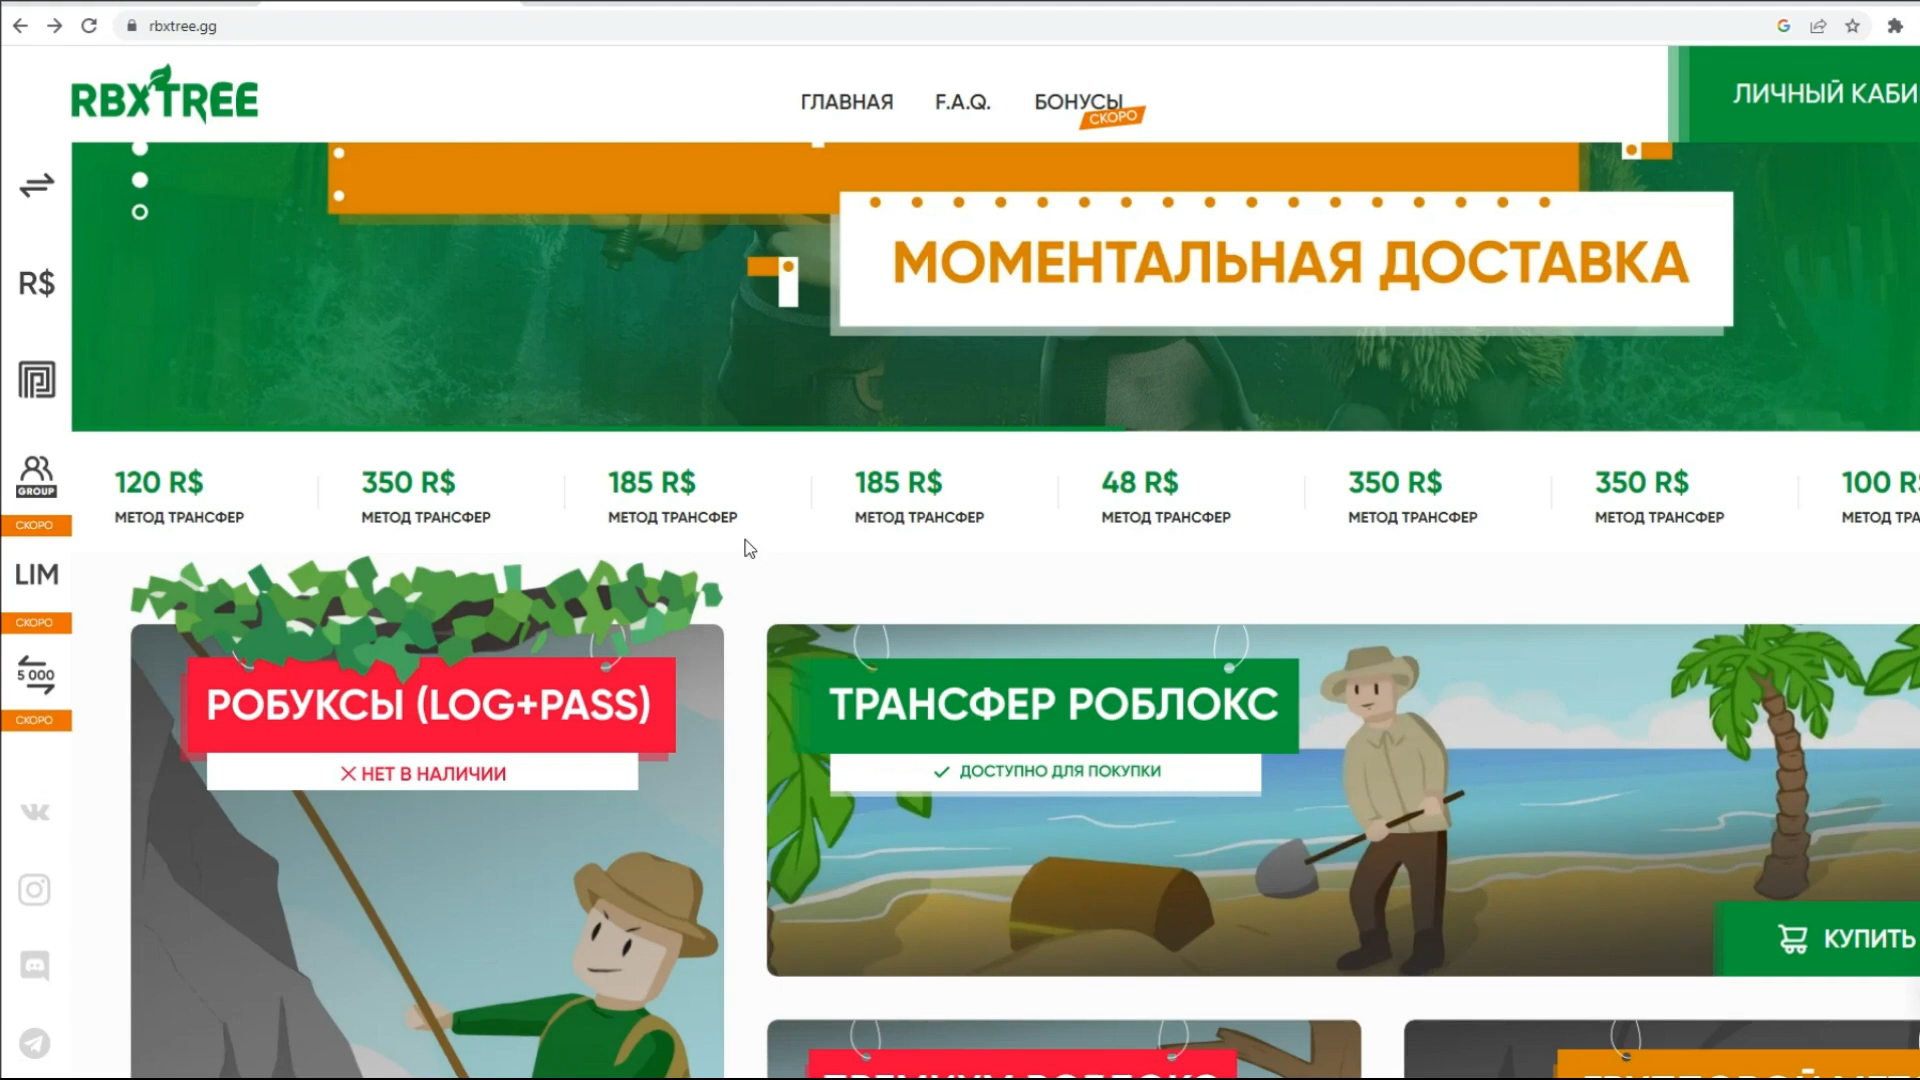 rbxtree.gg
RBXTREE
ГЛАВНАЯ
F.A.Q.
БОНУСЫ
СКОРО
ЛИЧНЫЙ КАБИ
R$
МОМЕНТАЛЬНАЯ ДОСТАВКА
GROUP
СКОРО
LIM
СКОРО
5 000
СКОРО
120 R$
МЕТОД ТРАНСФЕР
350 R$
МЕТОД ТРАНСФЕР
185 R$
МЕТОД ТРАНСФЕР
185 R$
МЕТОД ТРАНСФЕР
48 R$
МЕТОД ТРАНСФЕР
350 R$
МЕТОД ТРАНСФЕР
350 R$
МЕТОД ТРАНСФЕР
100 R$
МЕТОД ТРА
РОБУКСЫ (LOG+PASS)
НЕТ В НАЛИЧИИ
ТРАНСФЕР РОБЛОКС
ДОСТУПНО ДЛЯ ПОКУПКИ
КУПИТЬ
ПРЕМИУМ РОБЛОКС